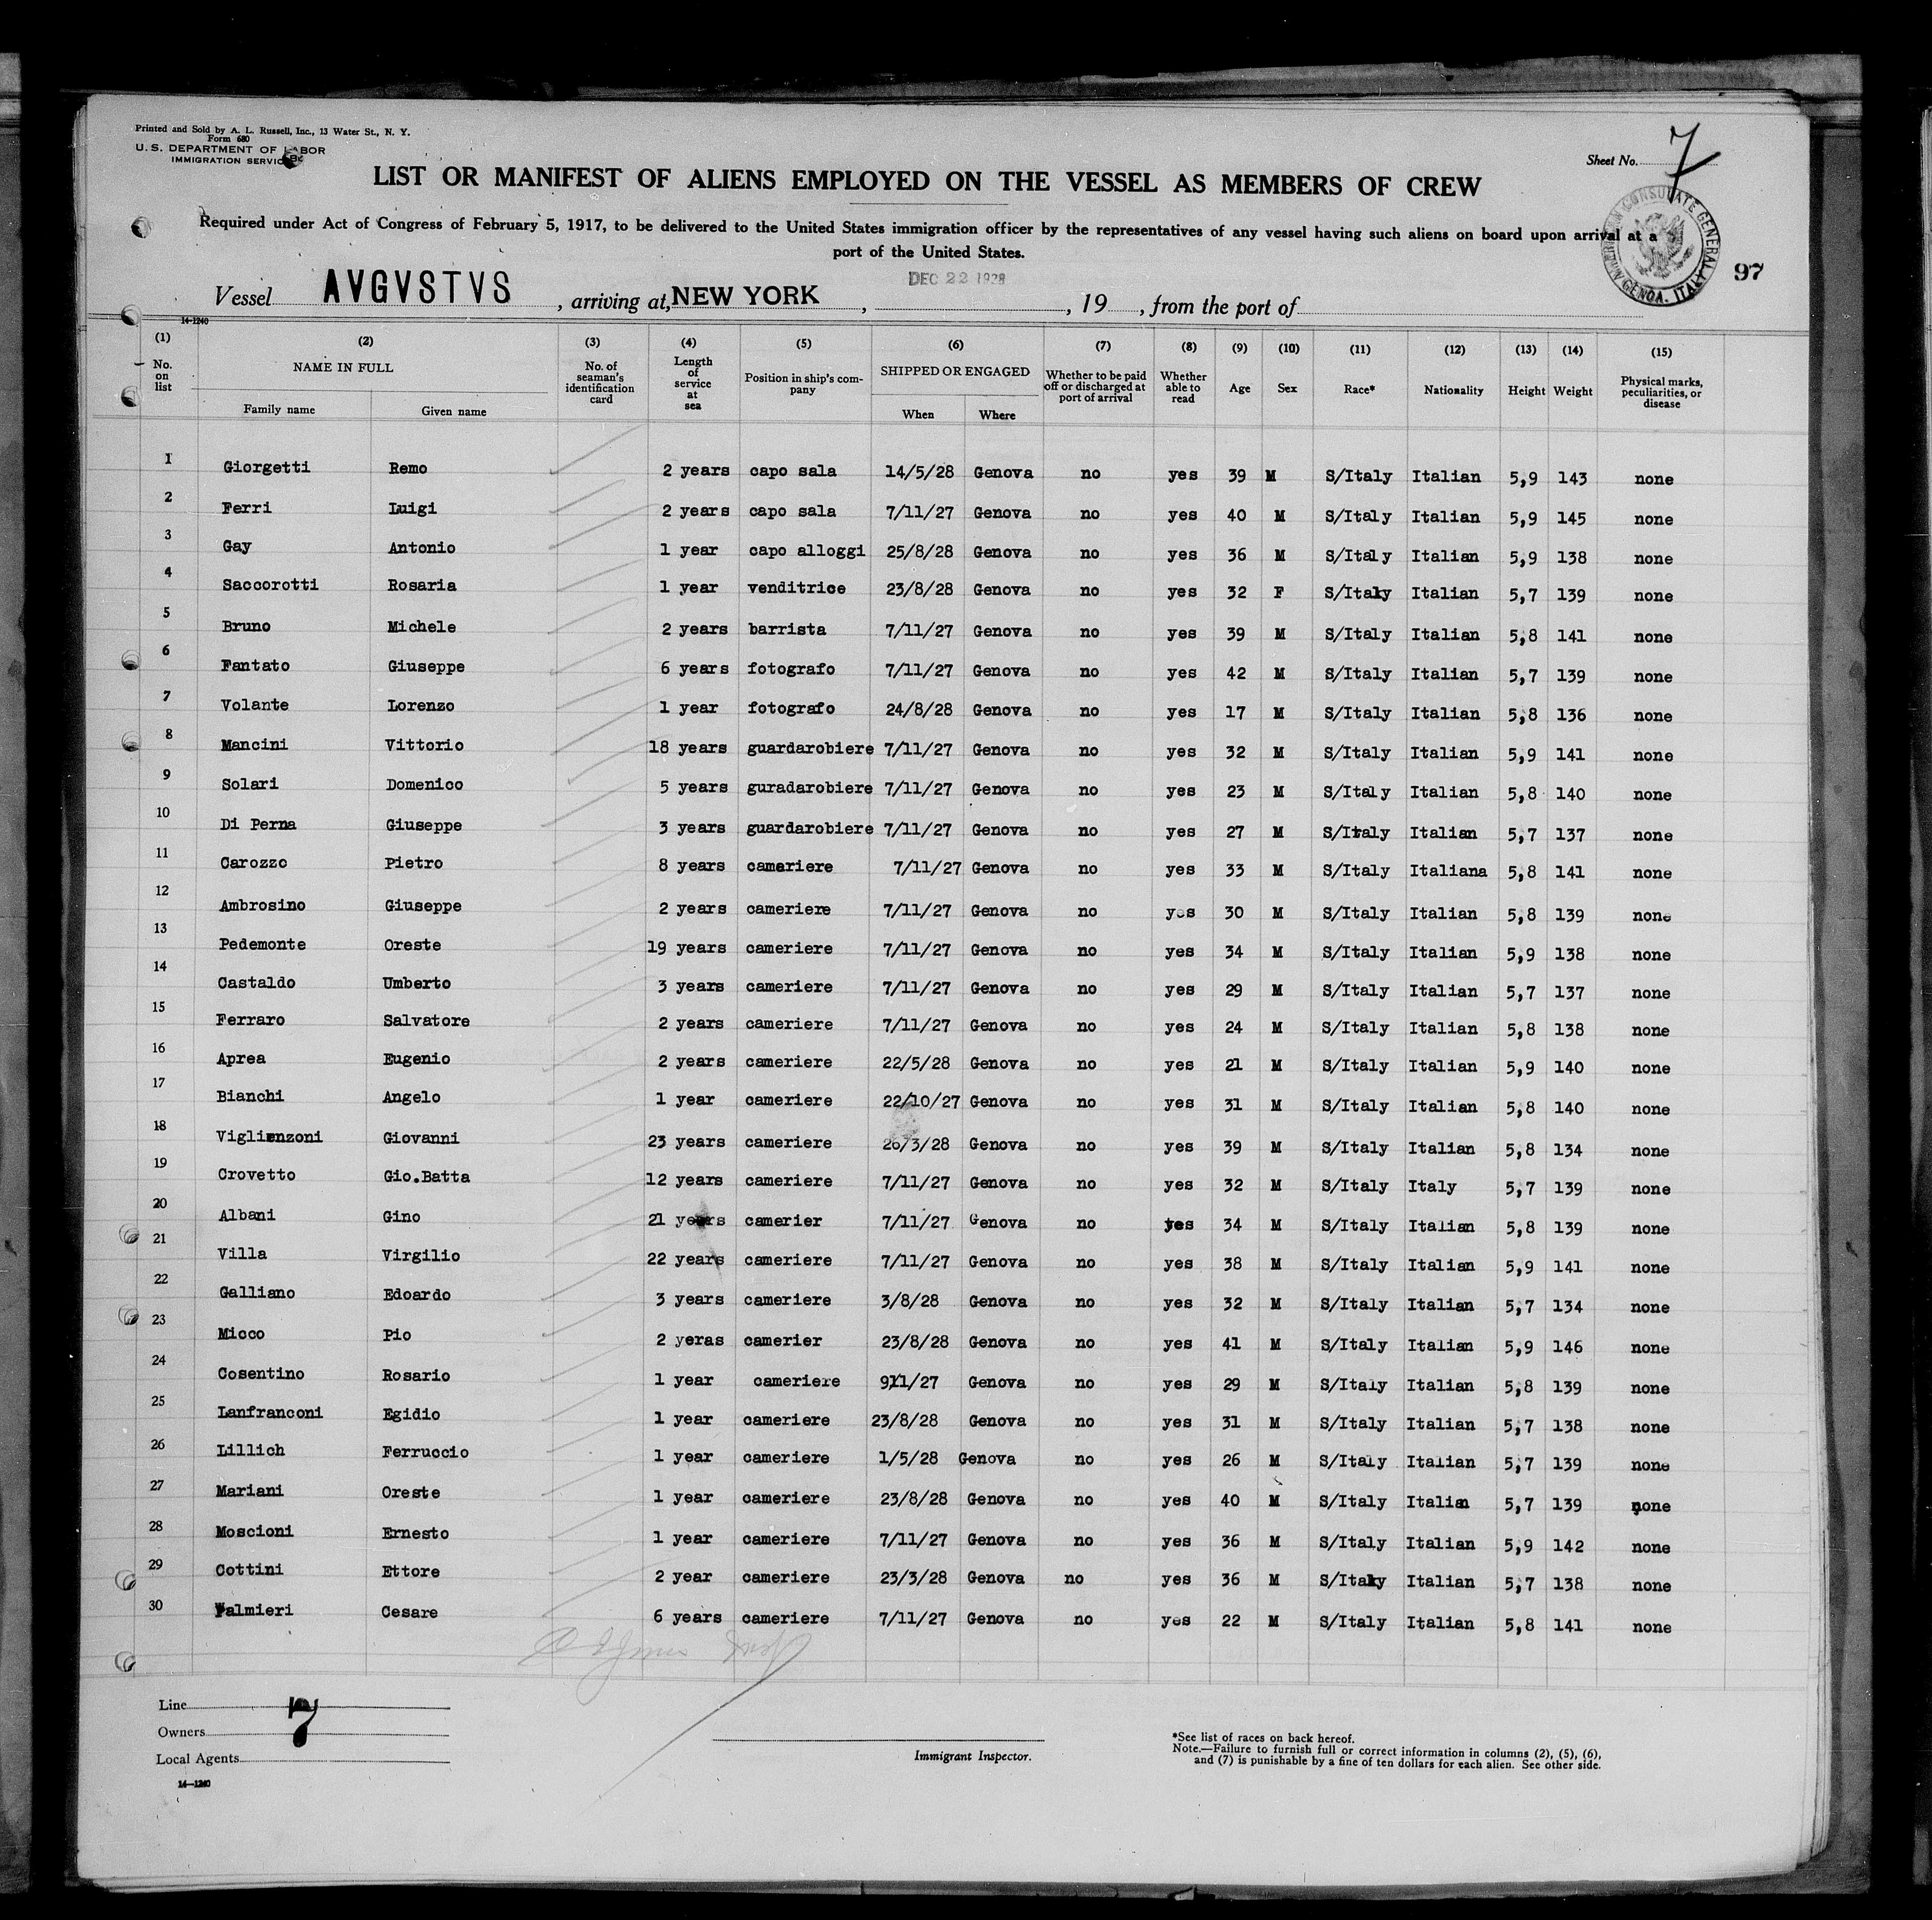 Printed and Sold by A. L. Russell, Inc., 13 Water St., N. Y.
Form 680
U. S. DEPARTMENT OF LABOR
IMMIGRATION SERVICE
Sheet No. 7
LIST OR MANIFEST OF ALIENS EMPLOYED ON THE VESSEL AS MEMBERS OF CREW
Required under Act of Congress of February 5, 1917, to be delivered to the United States immigration officer by the representatives of any vessel having such aliens on board upon arrival at a
port of the United States.
AMERICAN CONSULATE GENERAL GENOA, ITALY
97
DEC 22 1928
Vessel AVGVSTVS, arriving at, NEW YORK, , 19 , from the port of
14-1240
(1) (2) (3) (4) (5) (6) (7) (8) (9) (10) (11) (12) (13) (14) (15)
No. on list NAME IN FULL Family name Given name No. of seaman's identification card Length of service at sea Position in ship's company SHIPPED OR ENGAGED When Where Whether to be paid off or discharged at port of arrival Whether able to read Age Sex Race* Nationality Height Weight Physical marks, peculiarities, or disease
1 Giorgetti Remo 2 years capo sala 14/5/28 Genova no yes 39 M S/Italy Italian 5,9 143 none
2 Ferri Luigi 2 years capo sala 7/11/27 Genova no yes 40 M S/Italy Italian 5,9 145 none
3 Gay Antonio 1 year capo alloggi 25/8/28 Genova no yes 36 M S/Italy Italian 5,9 138 none
4 Saccorotti Rosaria 1 year venditrice 23/8/28 Genova no yes 32 F S/Italy Italian 5,7 139 none
5 Bruno Michele 2 years barrista 7/11/27 Genova no yes 39 M S/Italy Italian 5,8 141 none
6 Fantato Giuseppe 6 years fotografo 7/11/27 Genova no yes 42 M S/Italy Italian 5,7 139 none
7 Volante Lorenzo 1 year fotografo 24/8/28 Genova no yes 17 M S/Italy Italian 5,8 136 none
8 Mancini Vittorio 18 years guardarobiere 7/11/27 Genova no yes 32 M S/Italy Italian 5,9 141 none
9 Solari Domenico 5 years guradarobiere 7/11/27 Genova no yes 23 M S/Italy Italian 5,8 140 none
10 Di Perna Giuseppe 3 years guardarobiere 7/11/27 Genova no yes 27 M S/Italy Italian 5,7 137 none
11 Carozzo Pietro 8 years cameriere 7/11/27 Genova no yes 33 M S/Italy Italiana 5,8 141 none
12 Ambrosino Giuseppe 2 years cameriere 7/11/27 Genova no yes 30 M S/Italy Italian 5,8 139 none
13 Pedemonte Oreste 19 years cameriere 7/11/27 Genova no yes 34 M S/Italy Italian 5,9 138 none
14 Castaldo Umberto 3 years cameriere 7/11/27 Genova no yes 29 M S/Italy Italian 5,7 137 none
15 Ferraro Salvatore 2 years cameriere 7/11/27 Genova no yes 24 M S/Italy Italian 5,8 138 none
16 Aprea Eugenio 2 years cameriere 22/5/28 Genova no yes 21 M S/Italy Italian 5,9 140 none
17 Bianchi Angelo 1 year cameriere 22/10/27 Genova no yes 31 M S/Italy Italian 5,8 140 none
18 Viglienzoni Giovanni 23 years cameriere 26/3/28 Genova no yes 39 M S/Italy Italian 5,8 134 none
19 Crovetto Gio.Batta 12 years cameriere 7/11/27 Genova no yes 32 M S/Italy Italy 5,7 139 none
20 Albani Gino 21 years camerier 7/11/27 Genova no yes 34 M S/Italy Italian 5,8 139 none
21 Villa Virgilio 22 years cameriere 7/11/27 Genova no yes 38 M S/Italy Italian 5,9 141 none
22 Galliano Edoardo 3 years cameriere 3/8/28 Genova no yes 32 M S/Italy Italian 5,7 134 none
23 Micco Pio 2 yeras camerier 23/8/28 Genova no yes 41 M S/Italy Italian 5,9 146 none
24 Cosentino Rosario 1 year cameriere 9/11/27 Genova no yes 29 M S/Italy Italian 5,8 139 none
25 Lanfranconi Egidio 1 year cameriere 23/8/28 Genova no yes 31 M S/Italy Italian 5,7 138 none
26 Lillich Ferruccio 1 year cameriere 1/5/28 Genova no yes 26 M S/Italy Italian 5,7 139 none
27 Mariani Oreste 1 year cameriere 23/8/28 Genova no yes 40 M S/Italy Italian 5,7 139 none
28 Moscioni Ernesto 1 year cameriere 7/11/27 Genova no yes 36 M S/Italy Italian 5,9 142 none
29 Cottini Ettore 2 year cameriere 23/3/28 Genova no yes 36 M S/Italy Italian 5,7 138 none
30 Palmieri Cesare 6 years cameriere 7/11/27 Genova no yes 22 M S/Italy Italian 5,8 141 none
Line
Owners 7
Local Agents
14-1240
Immigrant Inspector.
*See list of races on back hereof.
Note.—Failure to furnish full or correct information in columns (2), (5), (6),
and (7) is punishable by a fine of ten dollars for each alien. See other side.